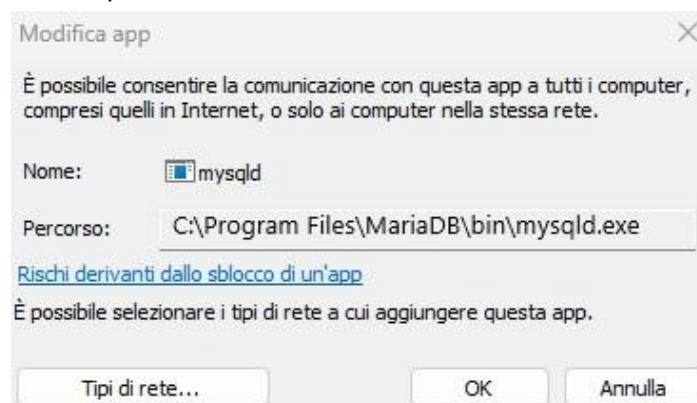 Modifica app
È possibile consentire la comunicazione con questa app a tutti i computer,
compresi quelli in Internet, o solo ai computer nella stessa rete.
Nome: mysqld
Percorso: C:\Program Files\MariaDB\bin\mysqld.exe
Rischi derivanti dallo sblocco di un'app
È possibile selezionare i tipi di rete a cui aggiungere questa app.
Tipi di rete... OK Annulla